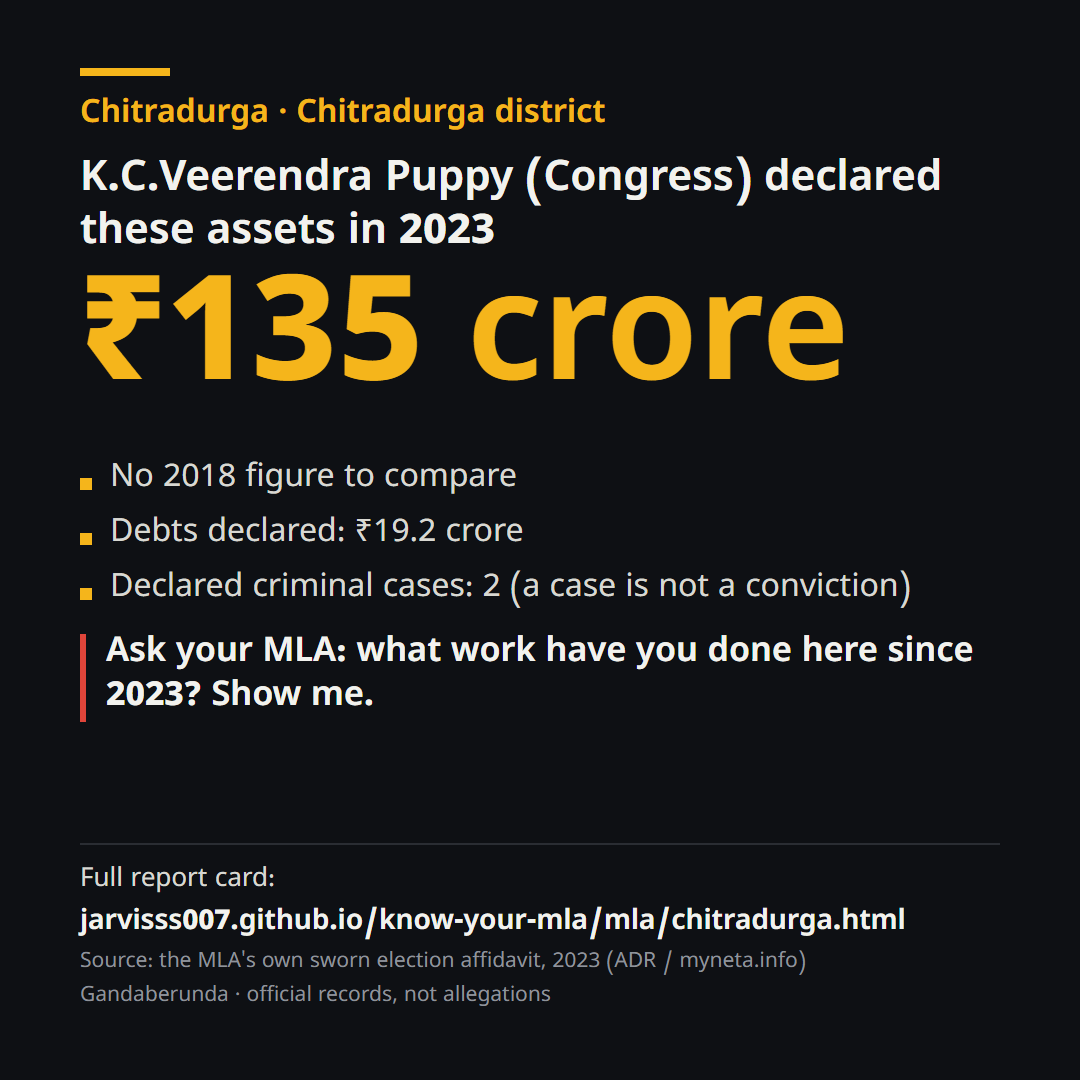 Chitradurga · Chitradurga district
K.C.Veerendra Puppy (Congress) declared
these assets in 2023
₹135 crore
No 2018 figure to compare
Debts declared: ₹19.2 crore
Declared criminal cases: 2 (a case is not a conviction)
Ask your MLA: what work have you done here since
2023? Show me.
Full report card:
jarvisss007.github.io/know-your-mla/mla/chitradurga.html
Source: the MLA's own sworn election affidavit, 2023 (ADR / myneta.info)
Gandaberunda · official records, not allegations